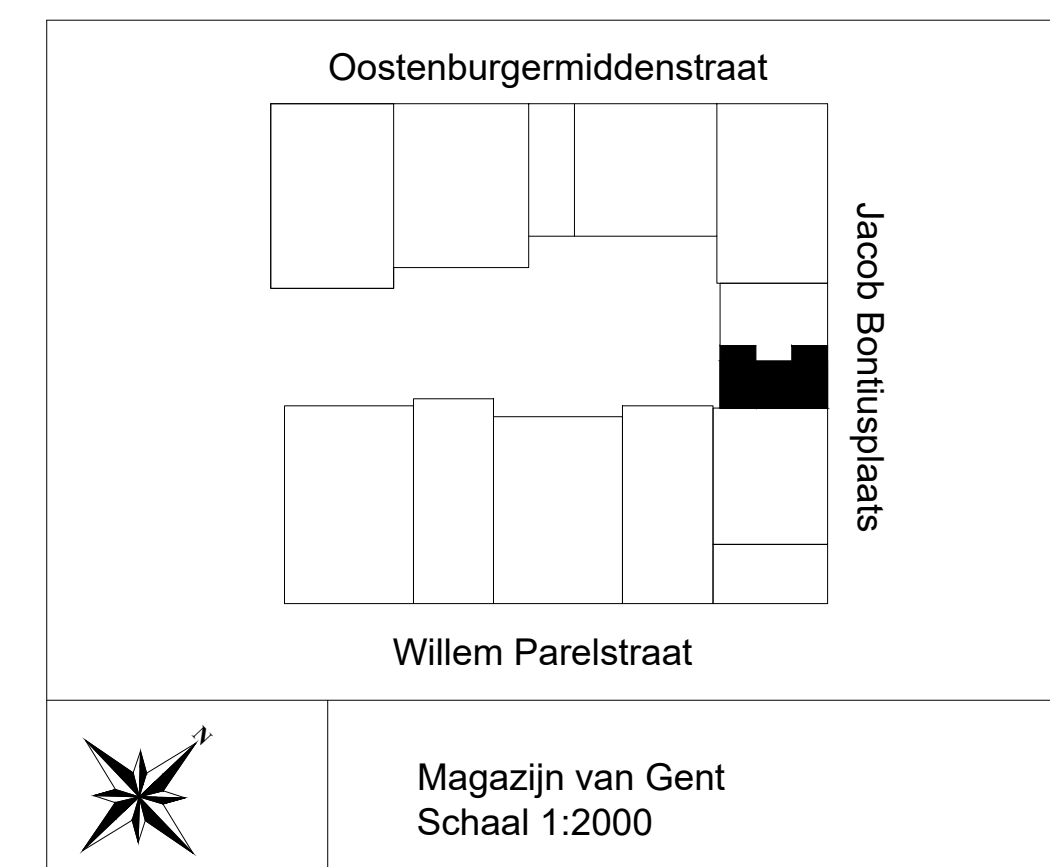 Oostenburgermiddenstraat
Jacob Bontiusplaats
Willem Parelstraat
N
Magazijn van Gent
Schaal 1:2000